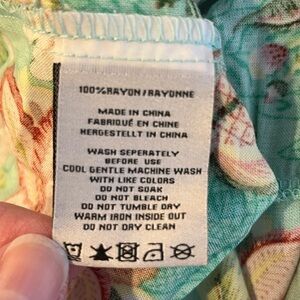 100%RAYON/RAYONNE
MADE IN CHINA
FABRIQUÉ EN CHINE
HERGESTELLT IN CHINA
WASH SEPERATELY
BEFORE USE
COOL GENTLE MACHINE WASH
WITH LIKE COLORS
DO NOT SOAK
DO NOT BLEACH
DO NOT TUMBLE DRY
WARM IRON INSIDE OUT
DO NOT DRY CLEAN